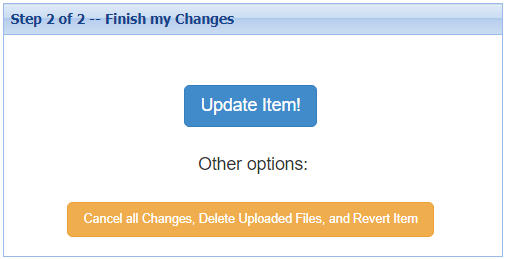 Step 2 of 2 -- Finish my Changes
Update Item!
Other options:
Cancel all Changes, Delete Uploaded Files, and Revert Item